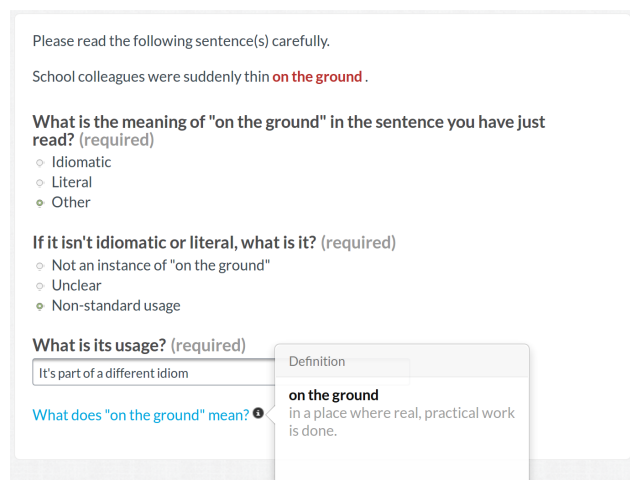 Please read the following sentence(s) carefully.
School colleagues were suddenly thin on the ground .
What is the meaning of "on the ground" in the sentence you have just
read? (required)
Idiomatic
Literal
Other
If it isn't idiomatic or literal, what is it? (required)
Not an instance of "on the ground"
Unclear
Non-standard usage
What is its usage? (required)
It's part of a different idiom
What does "on the ground" mean?
Definition
on the ground
in a place where real, practical work
is done.